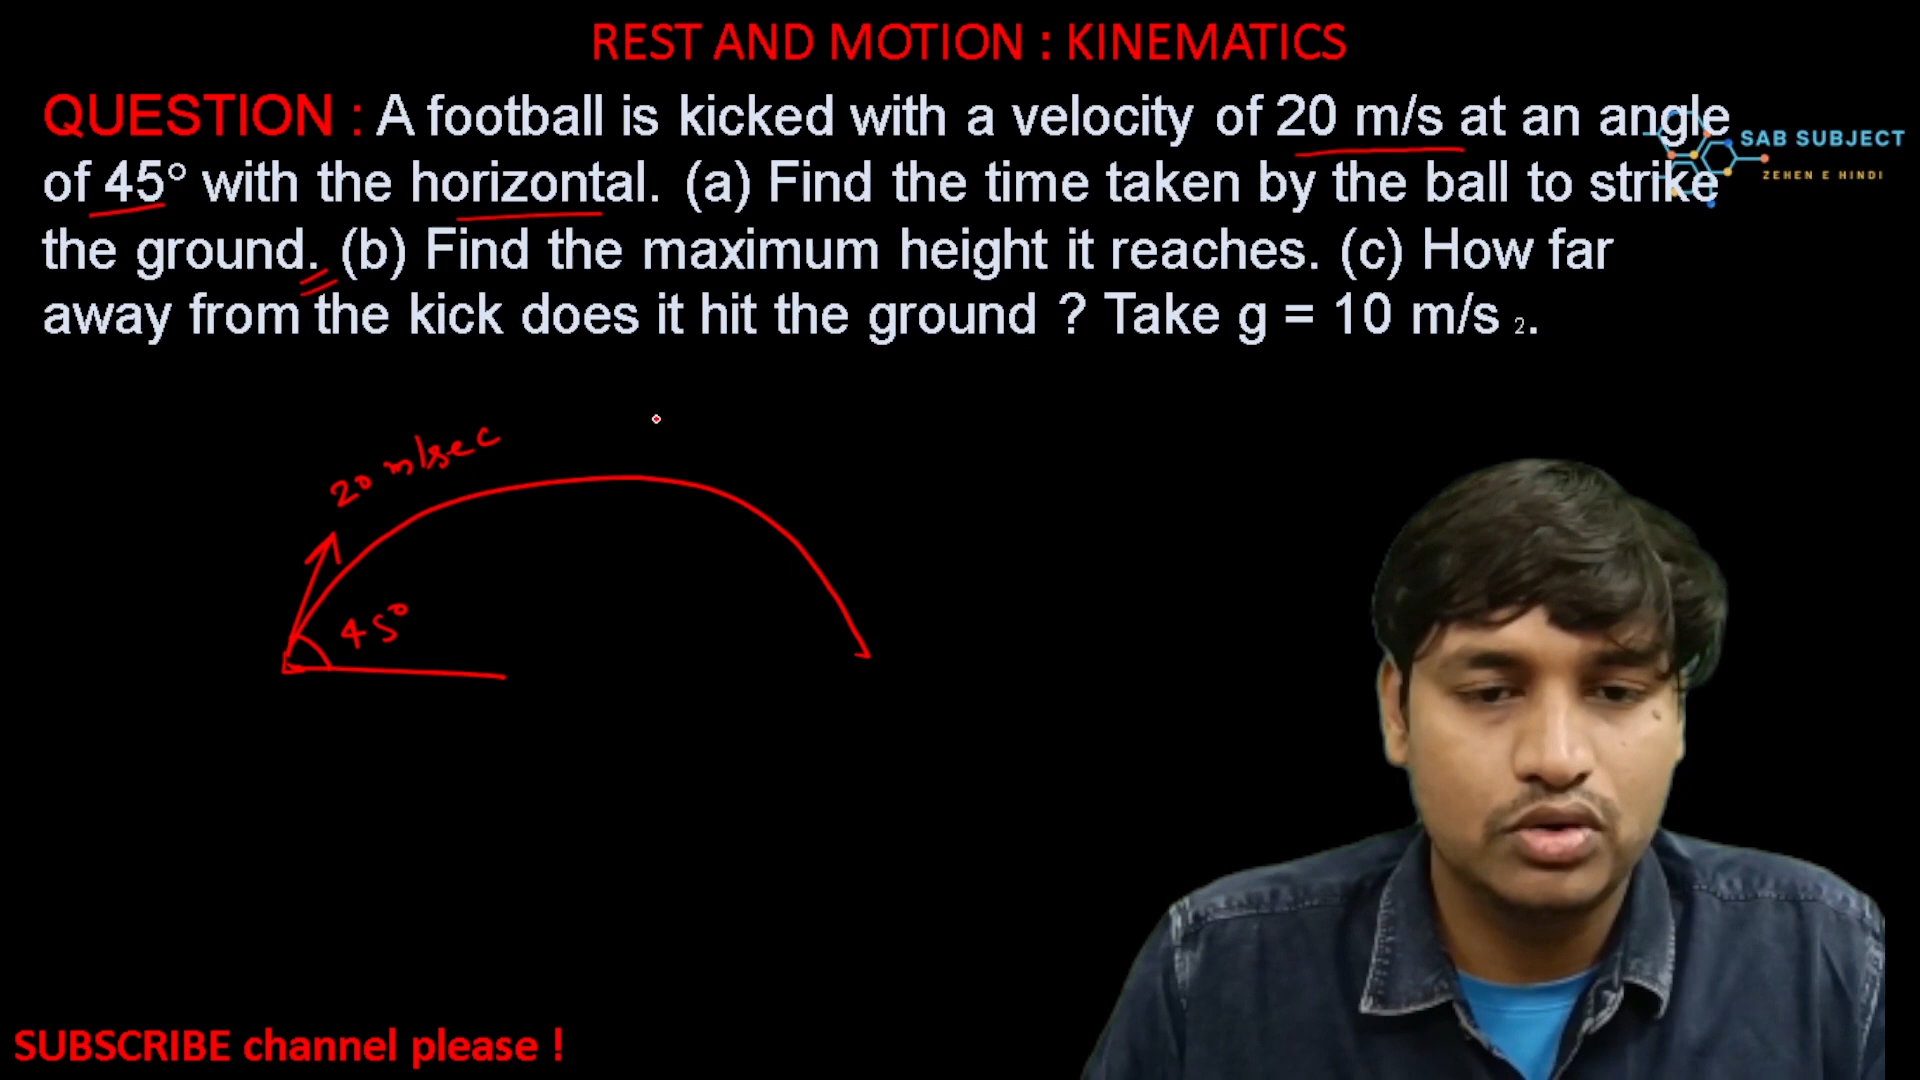 REST AND MOTION : KINEMATICS
QUESTION : A football is kicked with a velocity of 20 m/s at an angle
SAB SUBJECT
ZEHEN E HINDI
of 45° with the horizontal. (a) Find the time taken by the ball to strike
the ground. (b) Find the maximum height it reaches. (c) How far
away from the kick does it hit the ground ? Take g = 10 m/s 2.
20 m/sec
45°
SUBSCRIBE channel please !